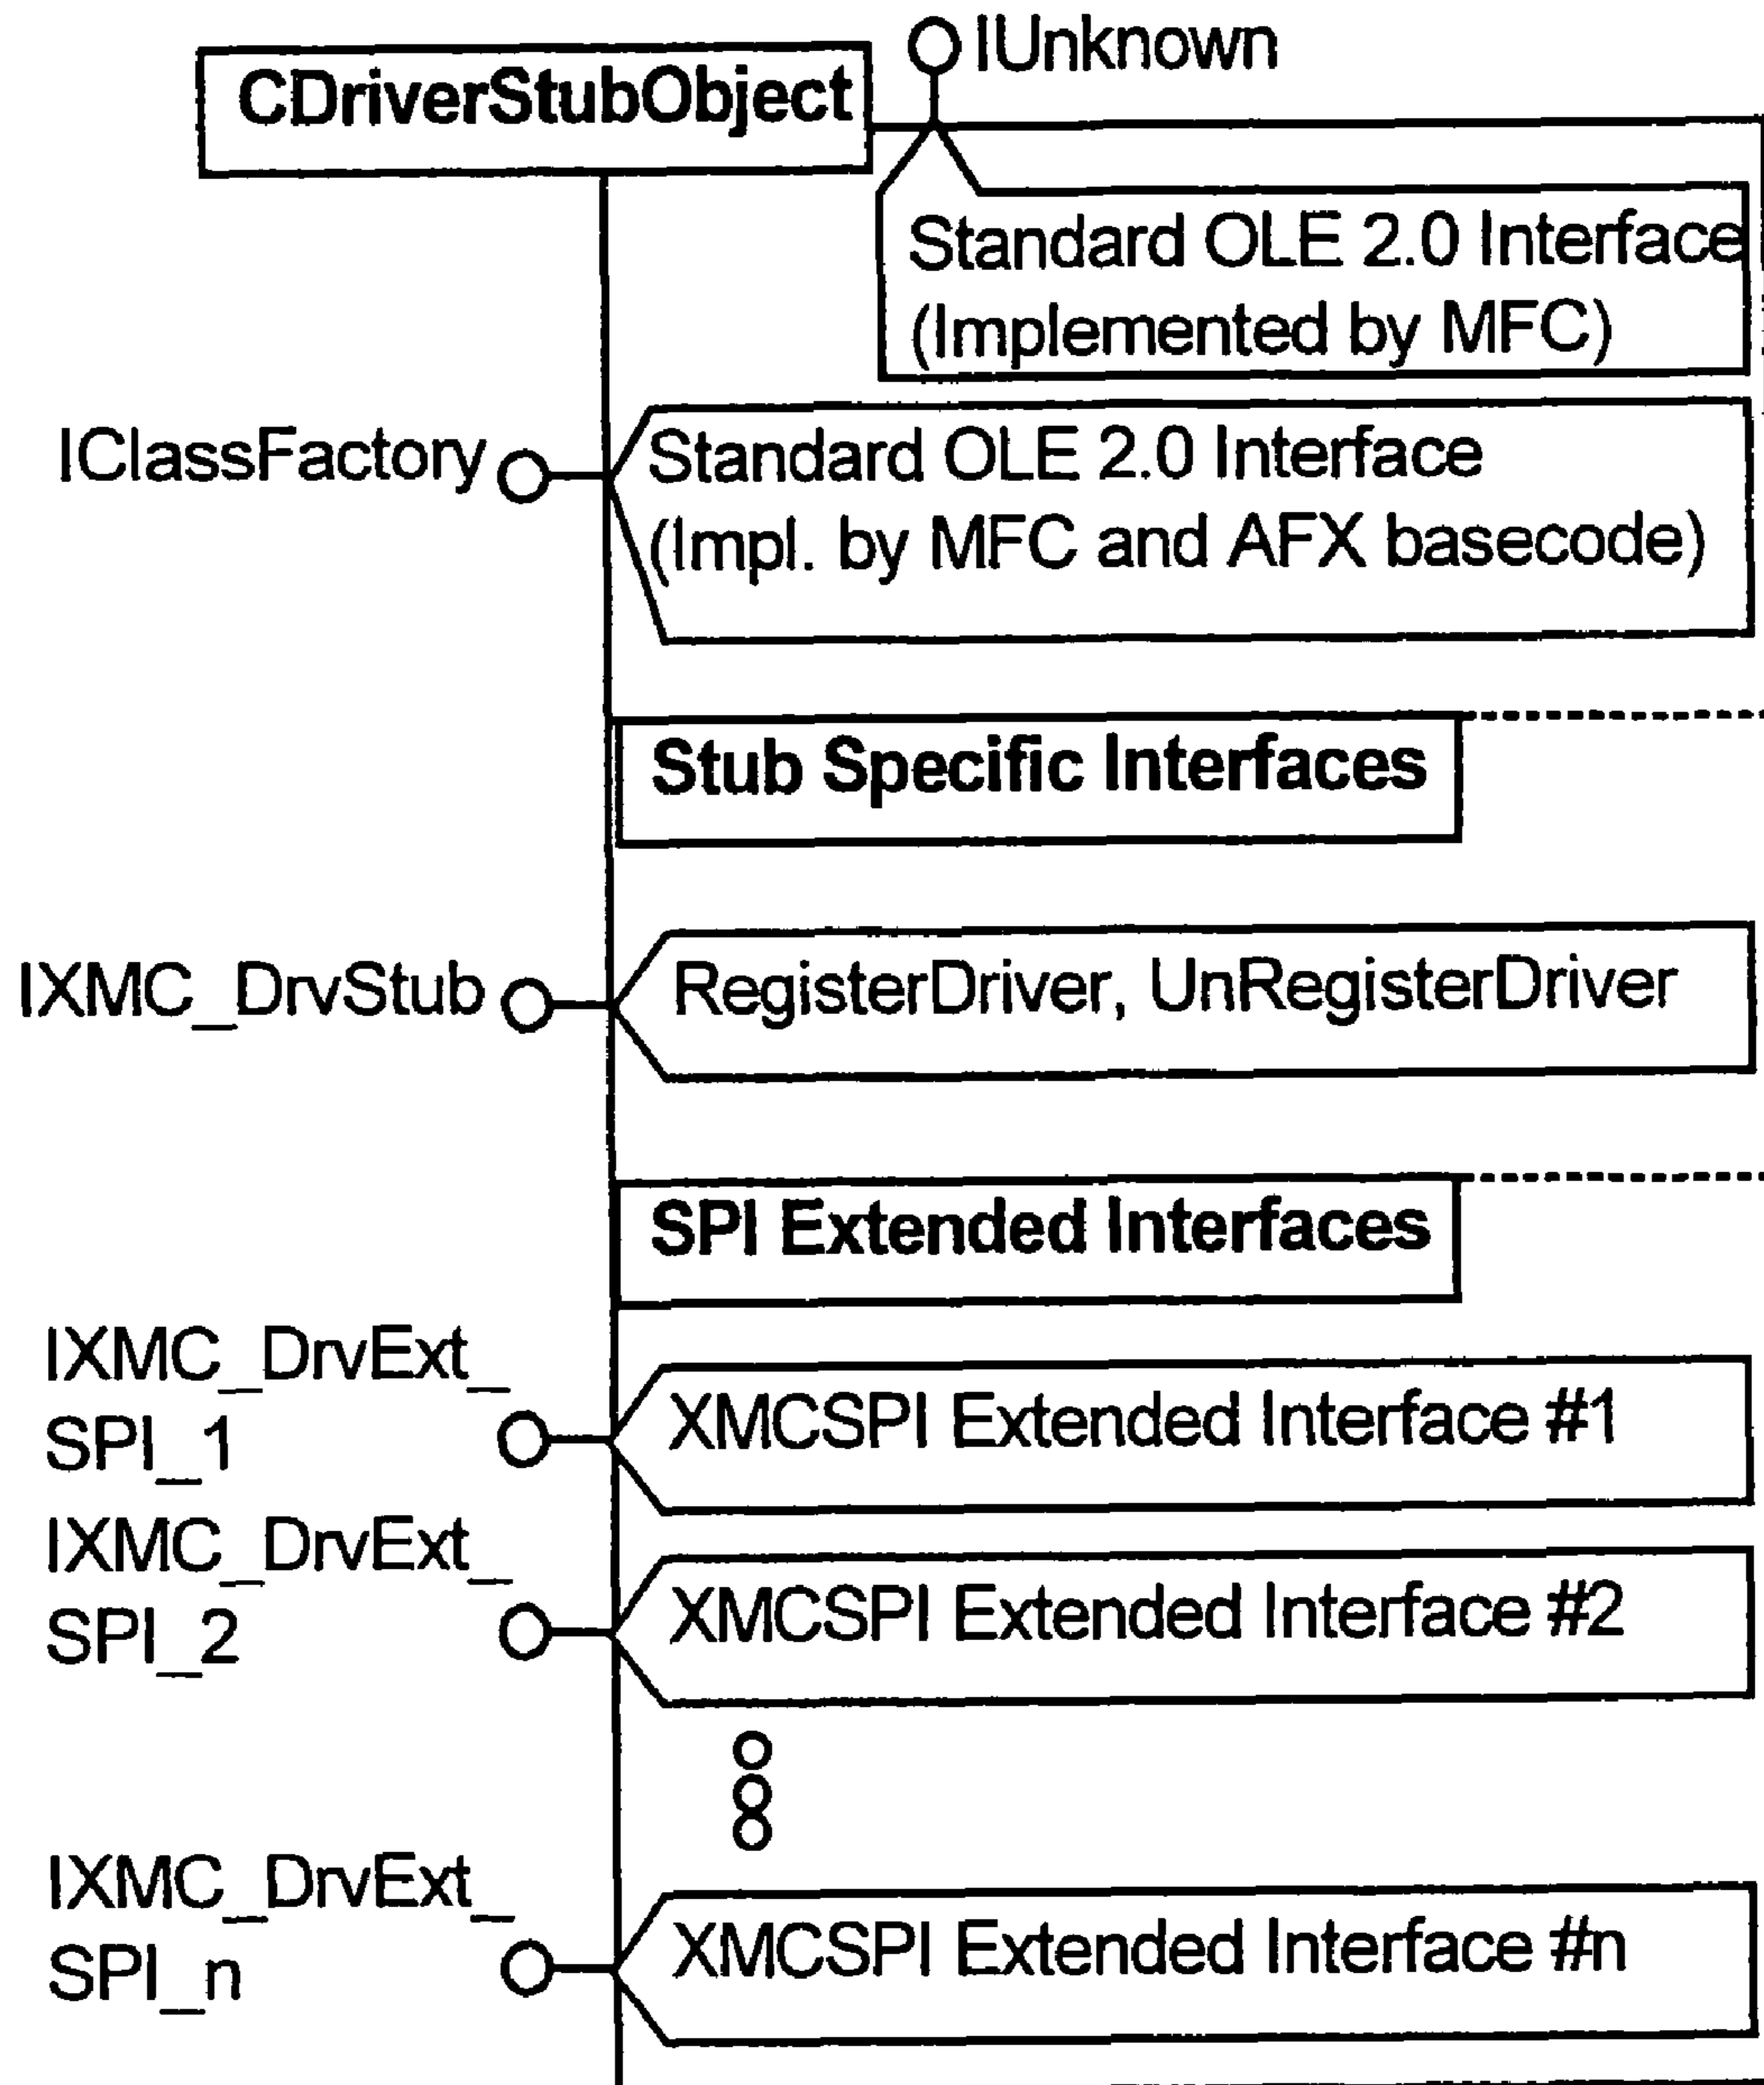 CDriverStubObject
IUnknown
Standard OLE 2.0 Interface
(Implemented by MFC)
IClassFactory
Standard OLE 2.0 Interface
(Impl. by MFC and AFX basecode)
Stub Specific Interfaces
IXMC_DrvStub
RegisterDriver, UnRegisterDriver
SPI Extended Interfaces
IXMC_DrvExt_
SPI_1
XMCSPI Extended Interface #1
IXMC_DrvExt_
SPI_2
XMCSPI Extended Interface #2
IXMC_DrvExt_
SPI_n
XMCSPI Extended Interface #n